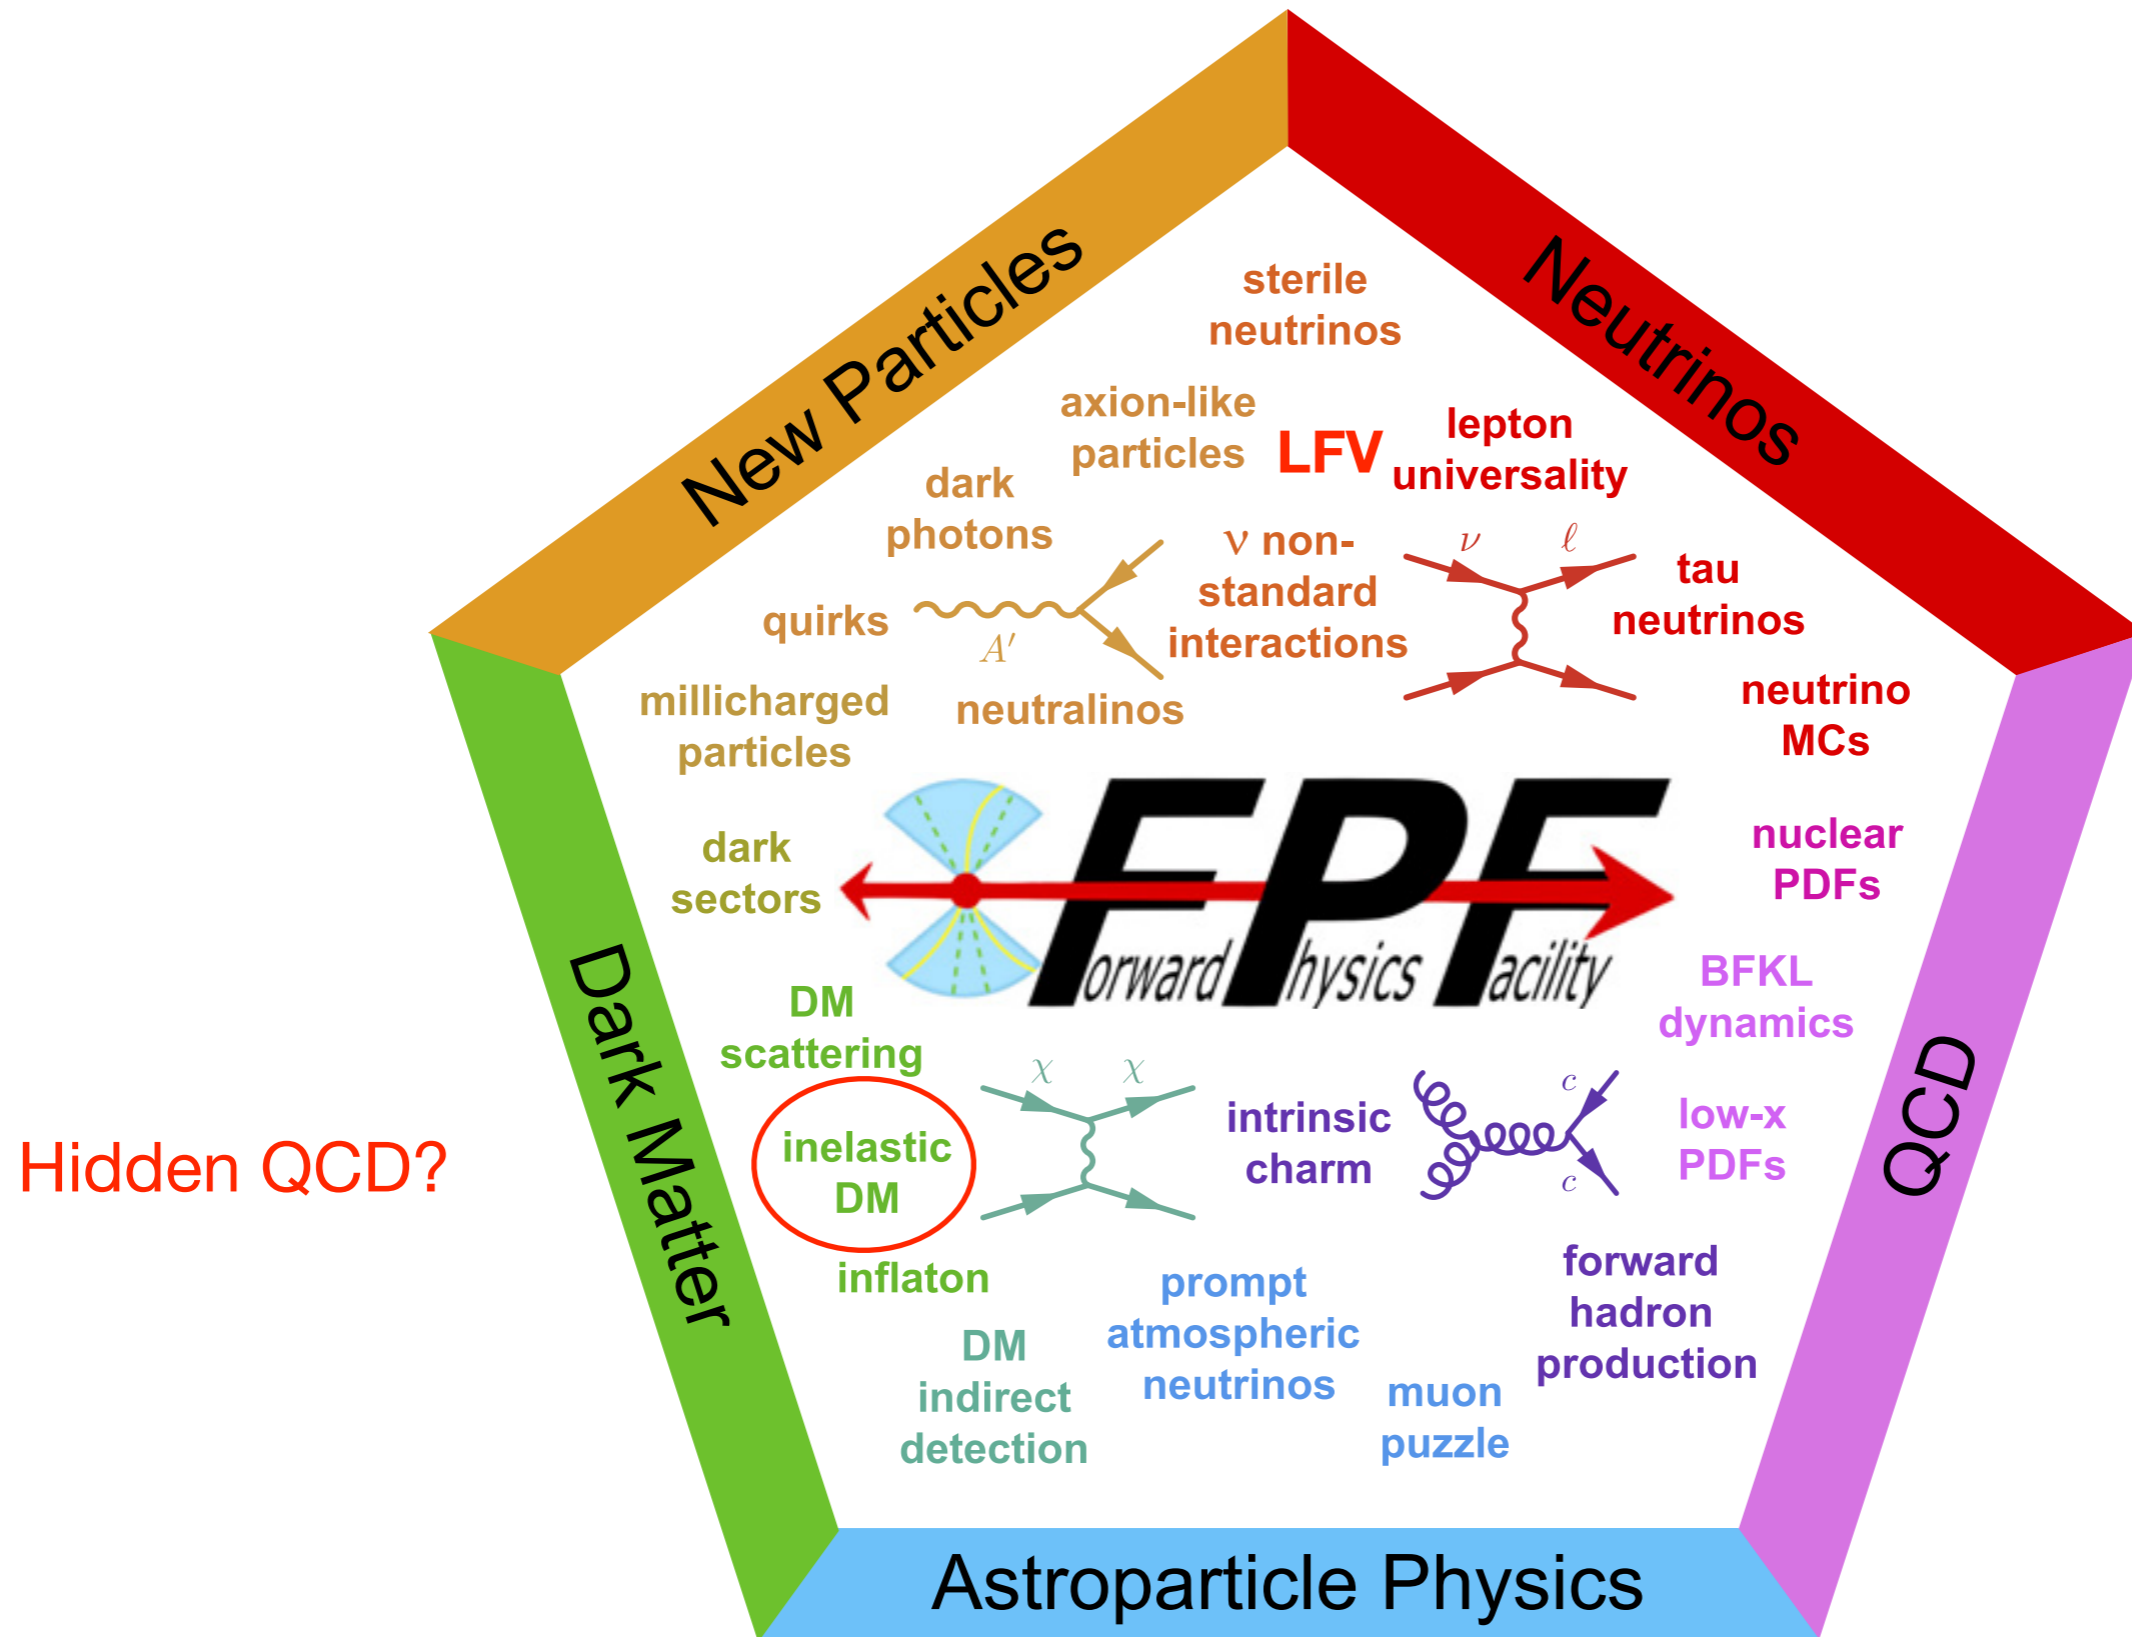 New Particles
Neutrinos
sterile
neutrinos
axion-like
particles
LFV
lepton
universality
dark
photons
ν non-
standard
interactions
ν
ℓ
tau
neutrinos
quirks
A′
neutralinos
millicharged
particles
neutrino
MCs
dark
sectors
Forward Physics Facility
nuclear
PDFs
Dark Matter
DM
scattering
BFKL
dynamics
QCD
Hidden QCD?
inelastic
DM
χ χ
intrinsic
charm
c
c
low-x
PDFs
inflaton
prompt
atmospheric
neutrinos
forward
hadron
production
DM
indirect
detection
muon
puzzle
Astroparticle Physics